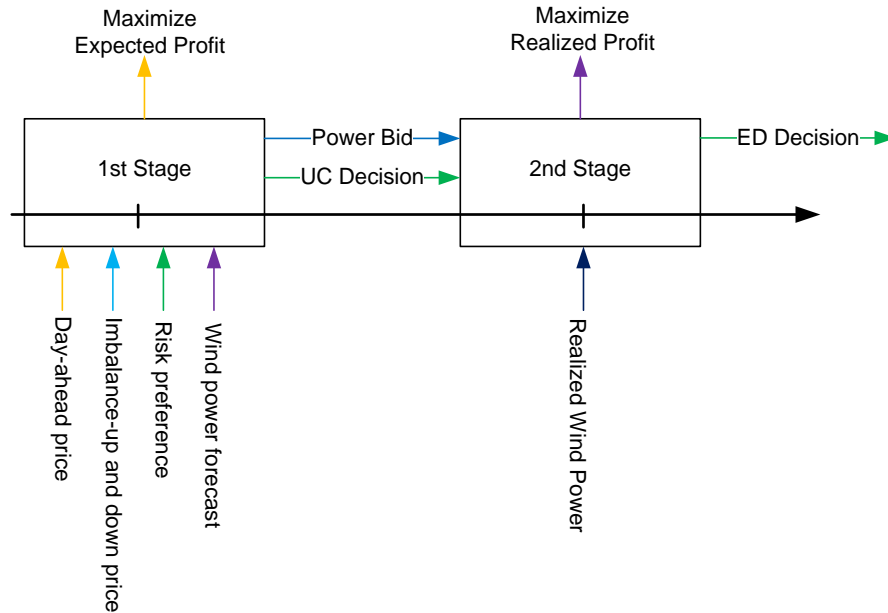 Maximize
Expected Profit
Maximize
Realized Profit
1st Stage
Power Bid
UC Decision
2nd Stage
ED Decision
Day-ahead price
Imbalance-up and down price
Risk preference
Wind power forecast
Realized Wind Power